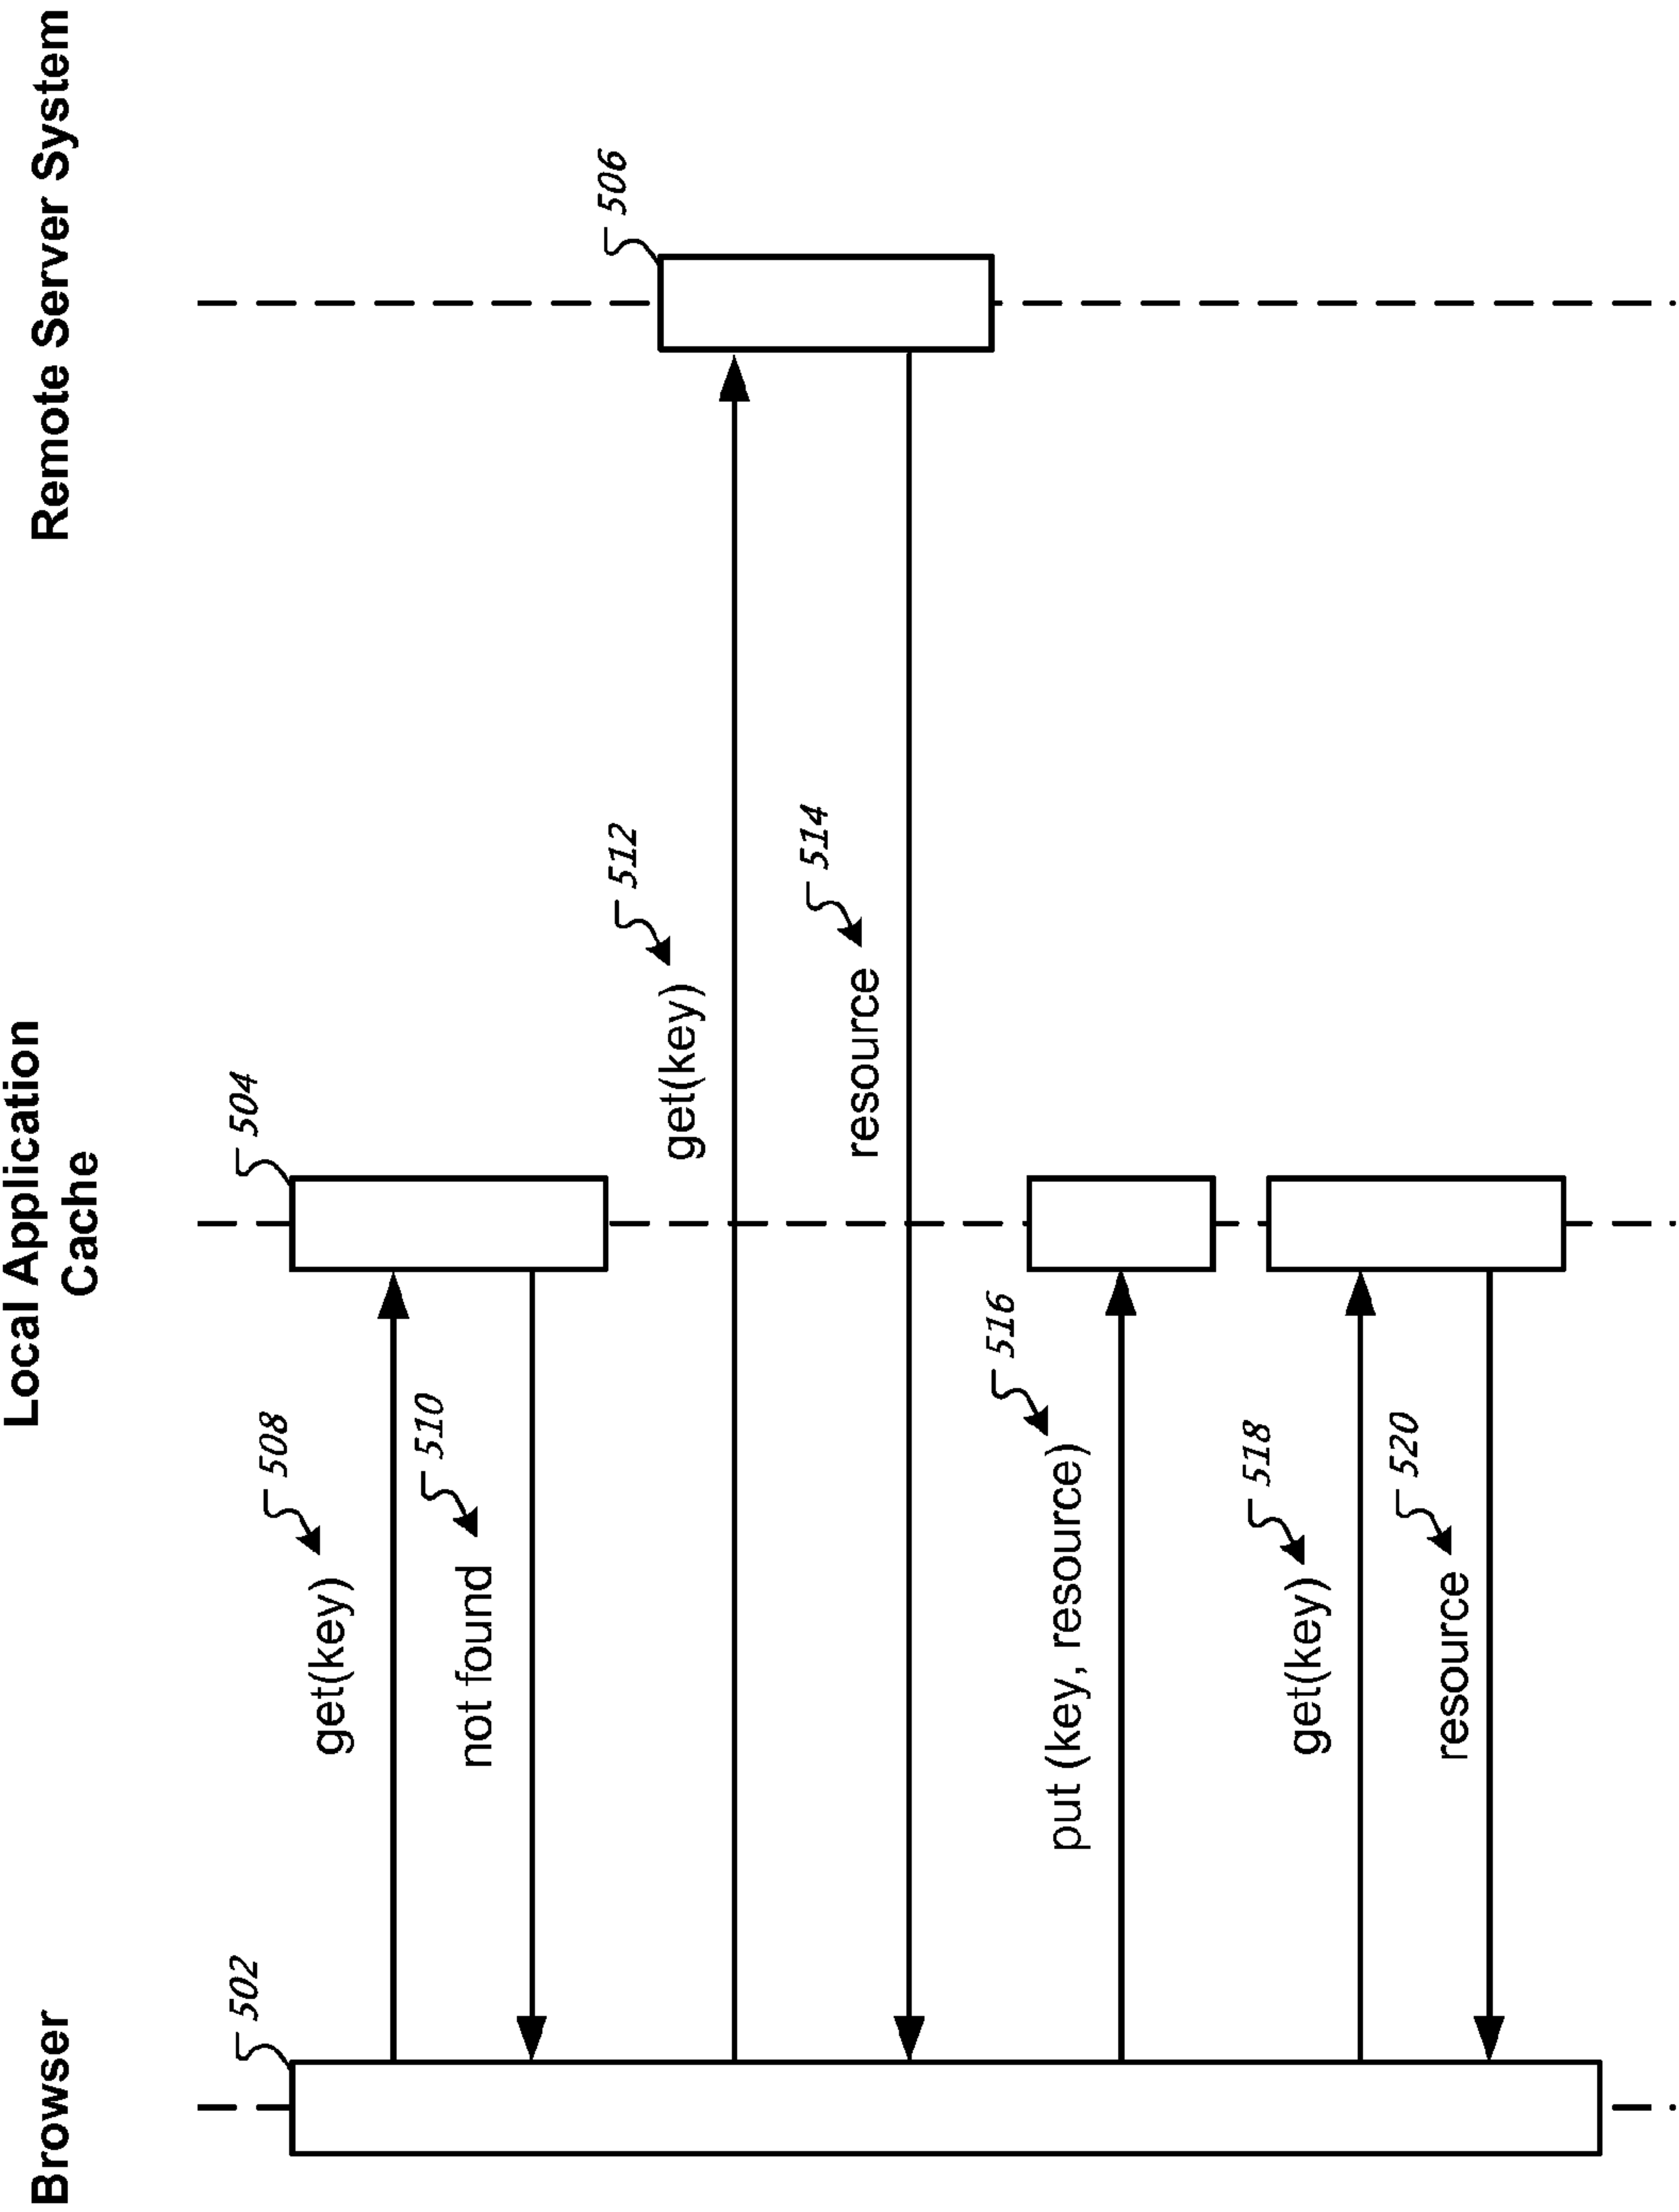 Browser
Local Application
Cache
Remote Server System
502
504
506
get(key)
508
not found
510
get(key)
512
resource
514
put (key, resource)
516
get(key)
518
resource
520